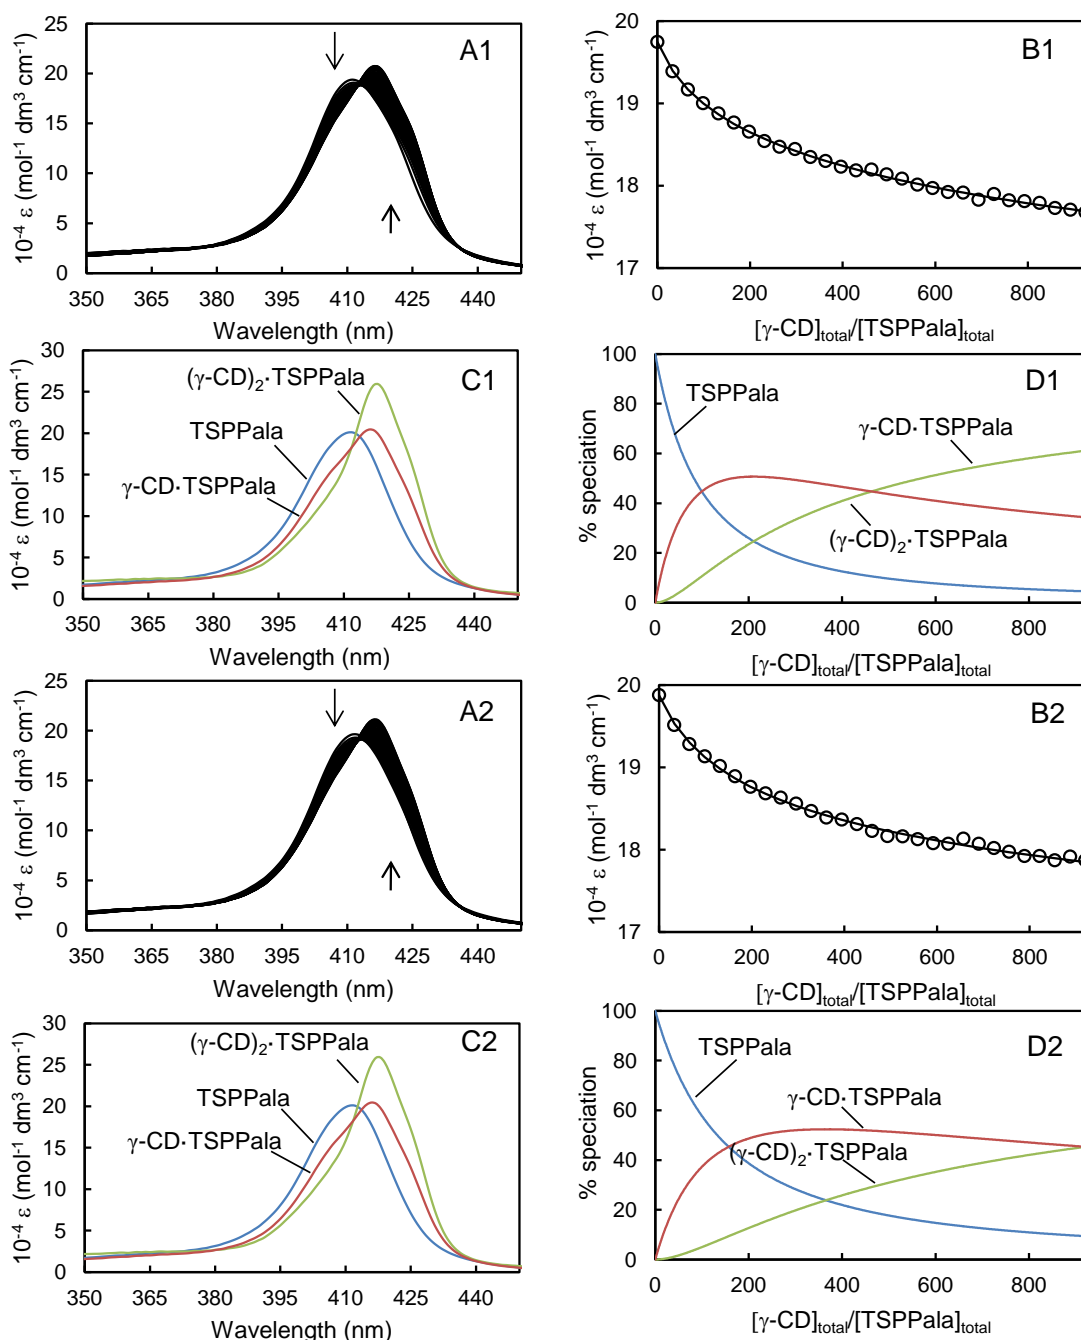 A1
10⁻⁴ ε (mol⁻¹ dm³ cm⁻¹)
25
20
15
10
5
0
350 365 380 395 410 425 440
Wavelength (nm)
B1
10⁻⁴ ε (mol⁻¹ dm³ cm⁻¹)
20
19
18
17
0 200 400 600 800
[γ-CD]total/[TSPPala]total
C1
10⁻⁴ ε (mol⁻¹ dm³ cm⁻¹)
30
25
20
15
10
5
0
(γ-CD)₂·TSPPala
TSPPala
γ-CD·TSPPala
350 365 380 395 410 425 440
Wavelength (nm)
D1
% speciation
100
80
60
40
20
0
TSPPala
γ-CD·TSPPala
(γ-CD)₂·TSPPala
0 200 400 600 800
[γ-CD]total/[TSPPala]total
A2
10⁻⁴ ε (mol⁻¹ dm³ cm⁻¹)
25
20
15
10
5
0
350 365 380 395 410 425 440
Wavelength (nm)
B2
10⁻⁴ ε (mol⁻¹ dm³ cm⁻¹)
20
19
18
17
0 200 400 600 800
[γ-CD]total/[TSPPala]total
C2
10⁻⁴ ε (mol⁻¹ dm³ cm⁻¹)
30
25
20
15
10
5
0
(γ-CD)₂·TSPPala
TSPPala
γ-CD·TSPPala
350 365 380 395 410 425 440
Wavelength (nm)
D2
% speciation
100
80
60
40
20
0
TSPPala
γ-CD·TSPPala
(γ-CD)₂·TSPPala
0 200 400 600 800
[γ-CD]total/[TSPPala]total